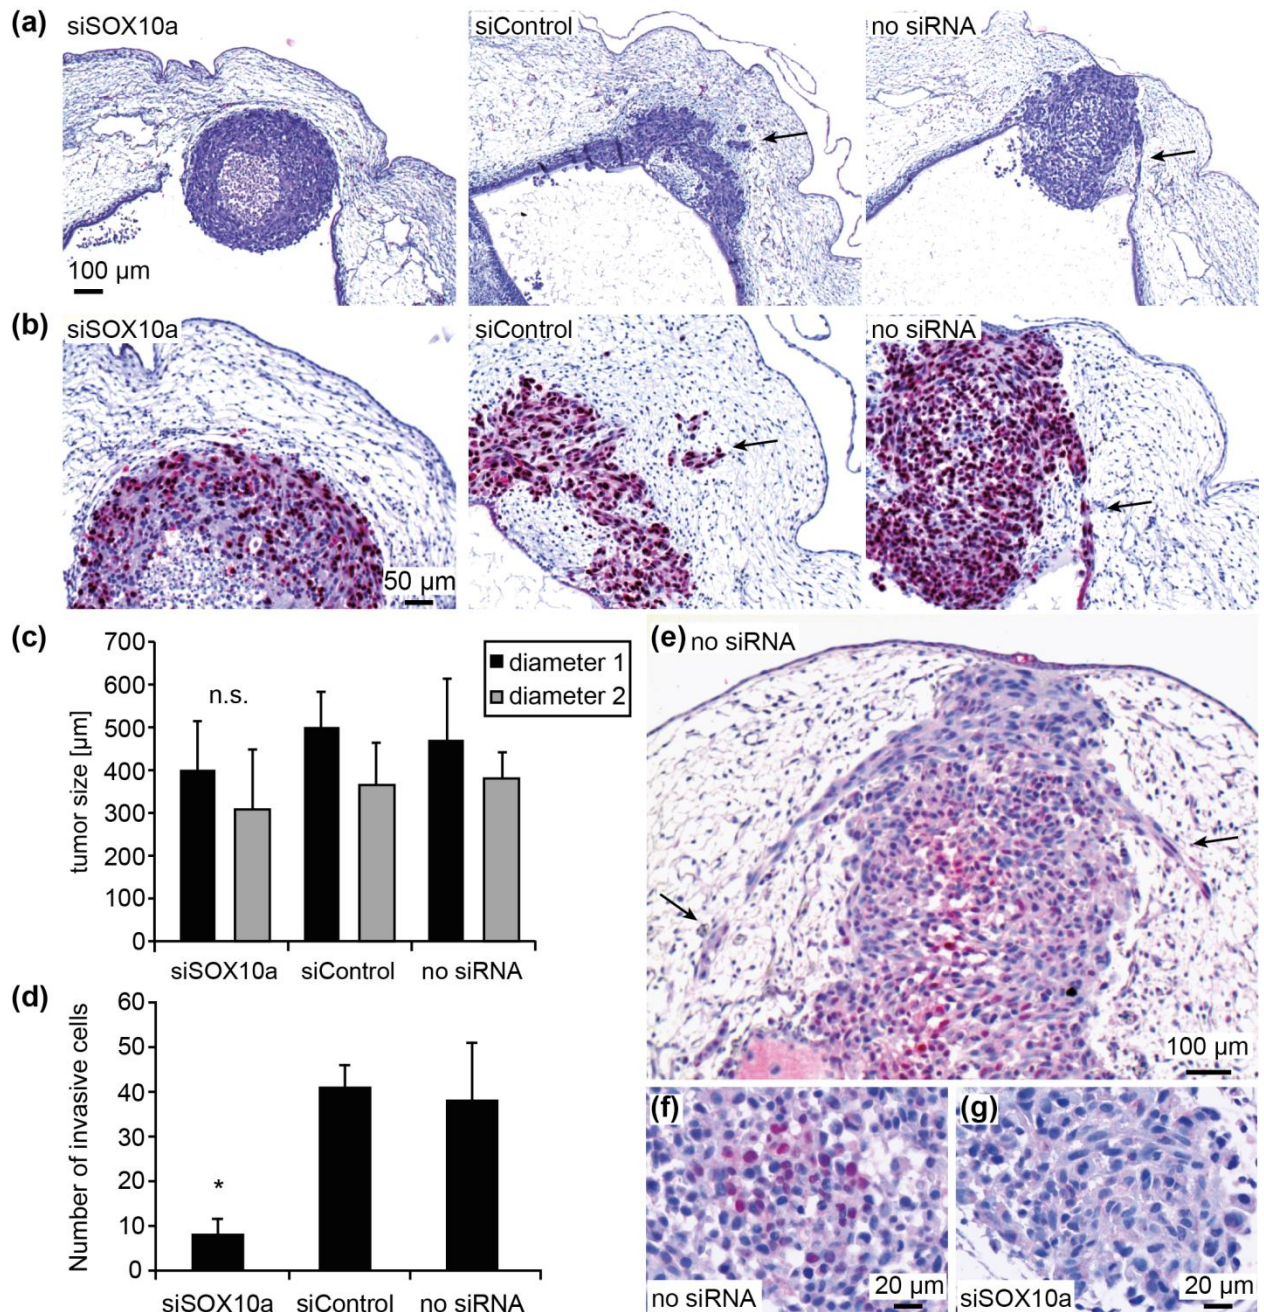 (a) siSOX10a siControl no siRNA
100 µm
(b) siSOX10a siControl no siRNA
50 µm
(c)
700
600
500
400
300
200
100
0
tumor size [µm]
n.s.
diameter 1
diameter 2
siSOX10a siControl no siRNA
(d)
60
50
40
30
20
10
0
Number of invasive cells
*
siSOX10a siControl no siRNA
(e) no siRNA
100 µm
(f)
no siRNA
20 µm
(g)
siSOX10a
20 µm